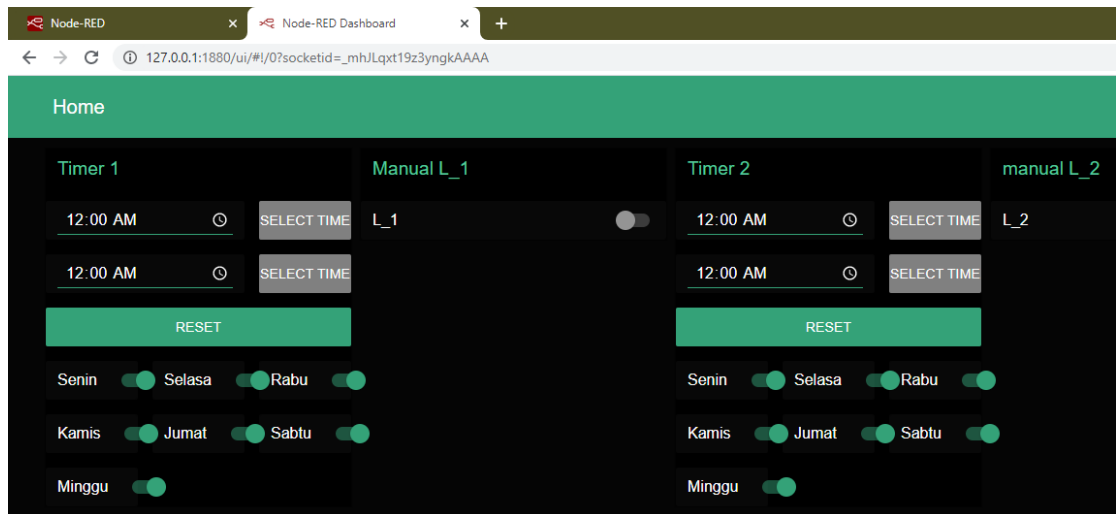 Node-RED Node-RED Dashboard
127.0.0.1:1880/ui/#!/0?socketid=_mhJLqxt19z3yngkAAAA
Home
Timer 1 Manual L_1 Timer 2 manual L_2
12:00 AM SELECT TIME L_1 12:00 AM SELECT TIME L_2
12:00 AM SELECT TIME 12:00 AM SELECT TIME
RESET RESET
Senin Selasa Rabu Senin Selasa Rabu
Kamis Jumat Sabtu Kamis Jumat Sabtu
Minggu Minggu